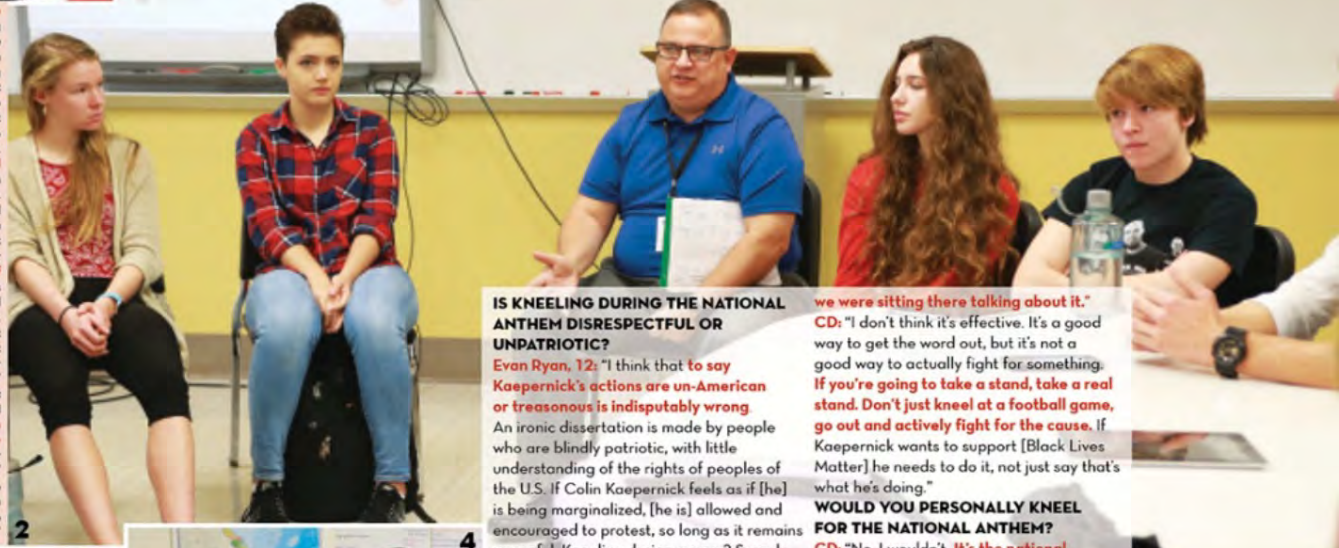 IS KNEELING DURING THE NATIONAL
ANTHEM DISRESPECTFUL OR
UNPATRIOTIC?
Evan Ryan, 12: "I think that to say
Kaepernick's actions are un-American
or treasonous is indisputably wrong.
An ironic dissertation is made by people
who are blindly patriotic, with little
understanding of the rights of peoples of
the U.S. If Colin Kaepernick feels as if [he]
is being marginalized, [he is] allowed and
encouraged to protest, so long as it remains
we were sitting there talking about it."
CD: "I don't think it's effective. It's a good
way to get the word out, but it's not a
good way to actually fight for something.
If you're going to take a stand, take a real
stand. Don't just kneel at a football game,
go out and actively fight for the cause. If
Kaepernick wants to support [Black Lives
Matter] he needs to do it, not just say that's
what he's doing."
WOULD YOU PERSONALLY KNEEL
FOR THE NATIONAL ANTHEM?
CD: "No, I wouldn't. It's the national
2
4